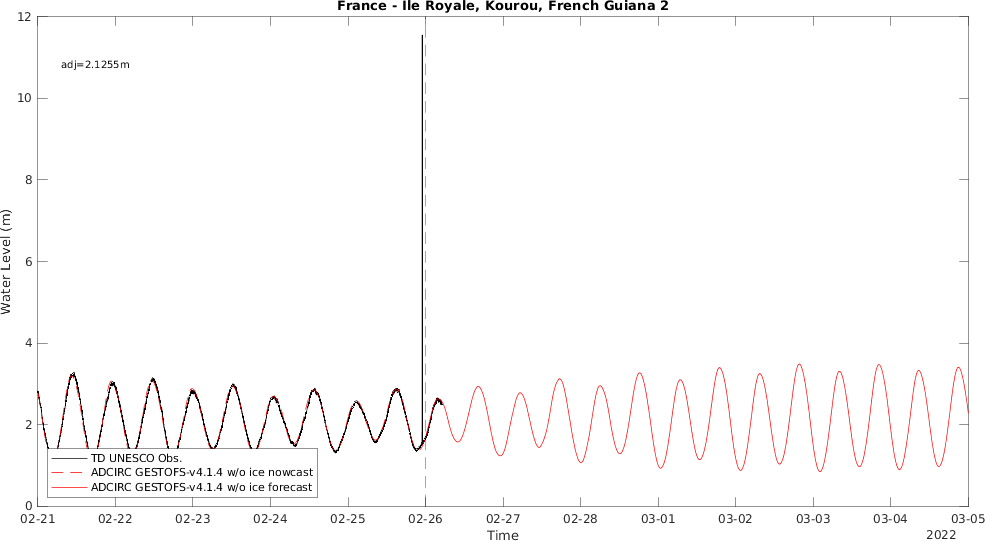 France - Ile Royale, Kourou, French Guiana 2
12
adj=2.1255m
10
8
6
4
2
0
Water Level (m)
TD UNESCO Obs.
ADCIRC GESTOFS-v4.1.4 w/o ice nowcast
ADCIRC GESTOFS-v4.1.4 w/o ice forecast
02-21 02-22 02-23 02-24 02-25 02-26 02-27 02-28 03-01 03-02 03-03 03-04 03-05
Time
2022